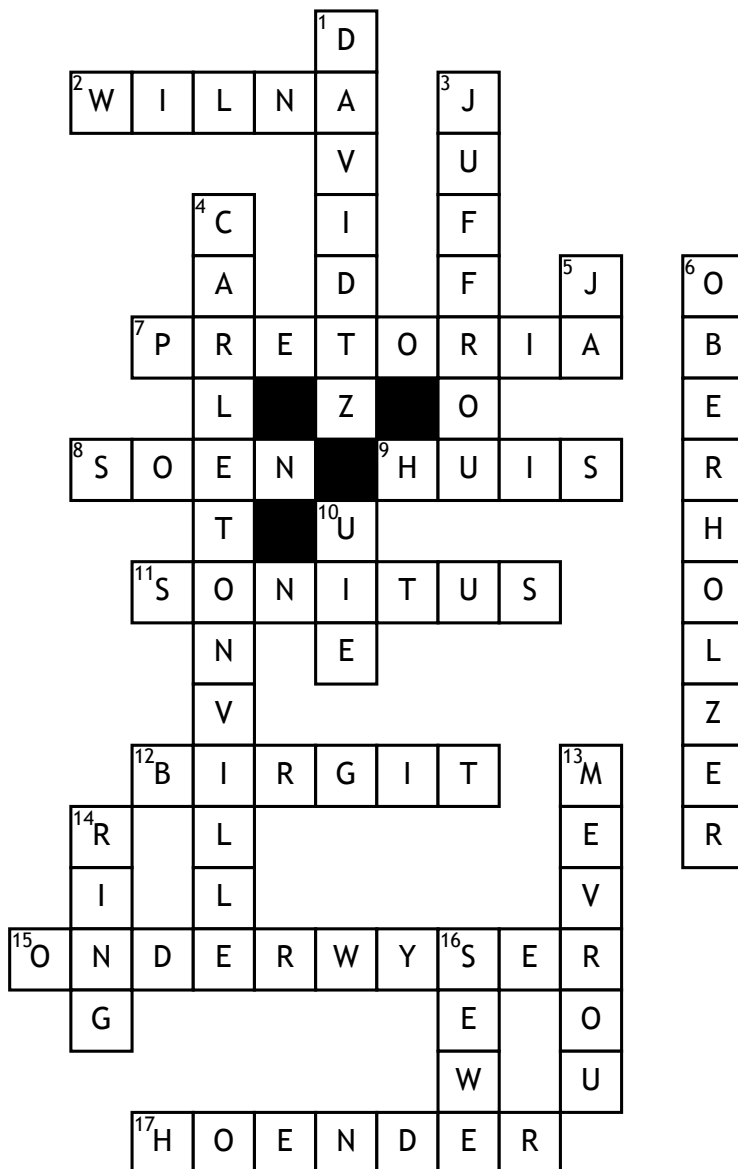 1D
2W I L N A 3J
V U
4C I F
A D F 5J 6O
7P R E T O R I A B
L Z O E
8S O E N 9H U I S R
T 10U H
11S O N I T U S O
N E L
V Z
12B I R G I T 13M E
14R L E R
I L V
15O N D E R W Y 16S E R
G E O
W U
17H O E N D E R